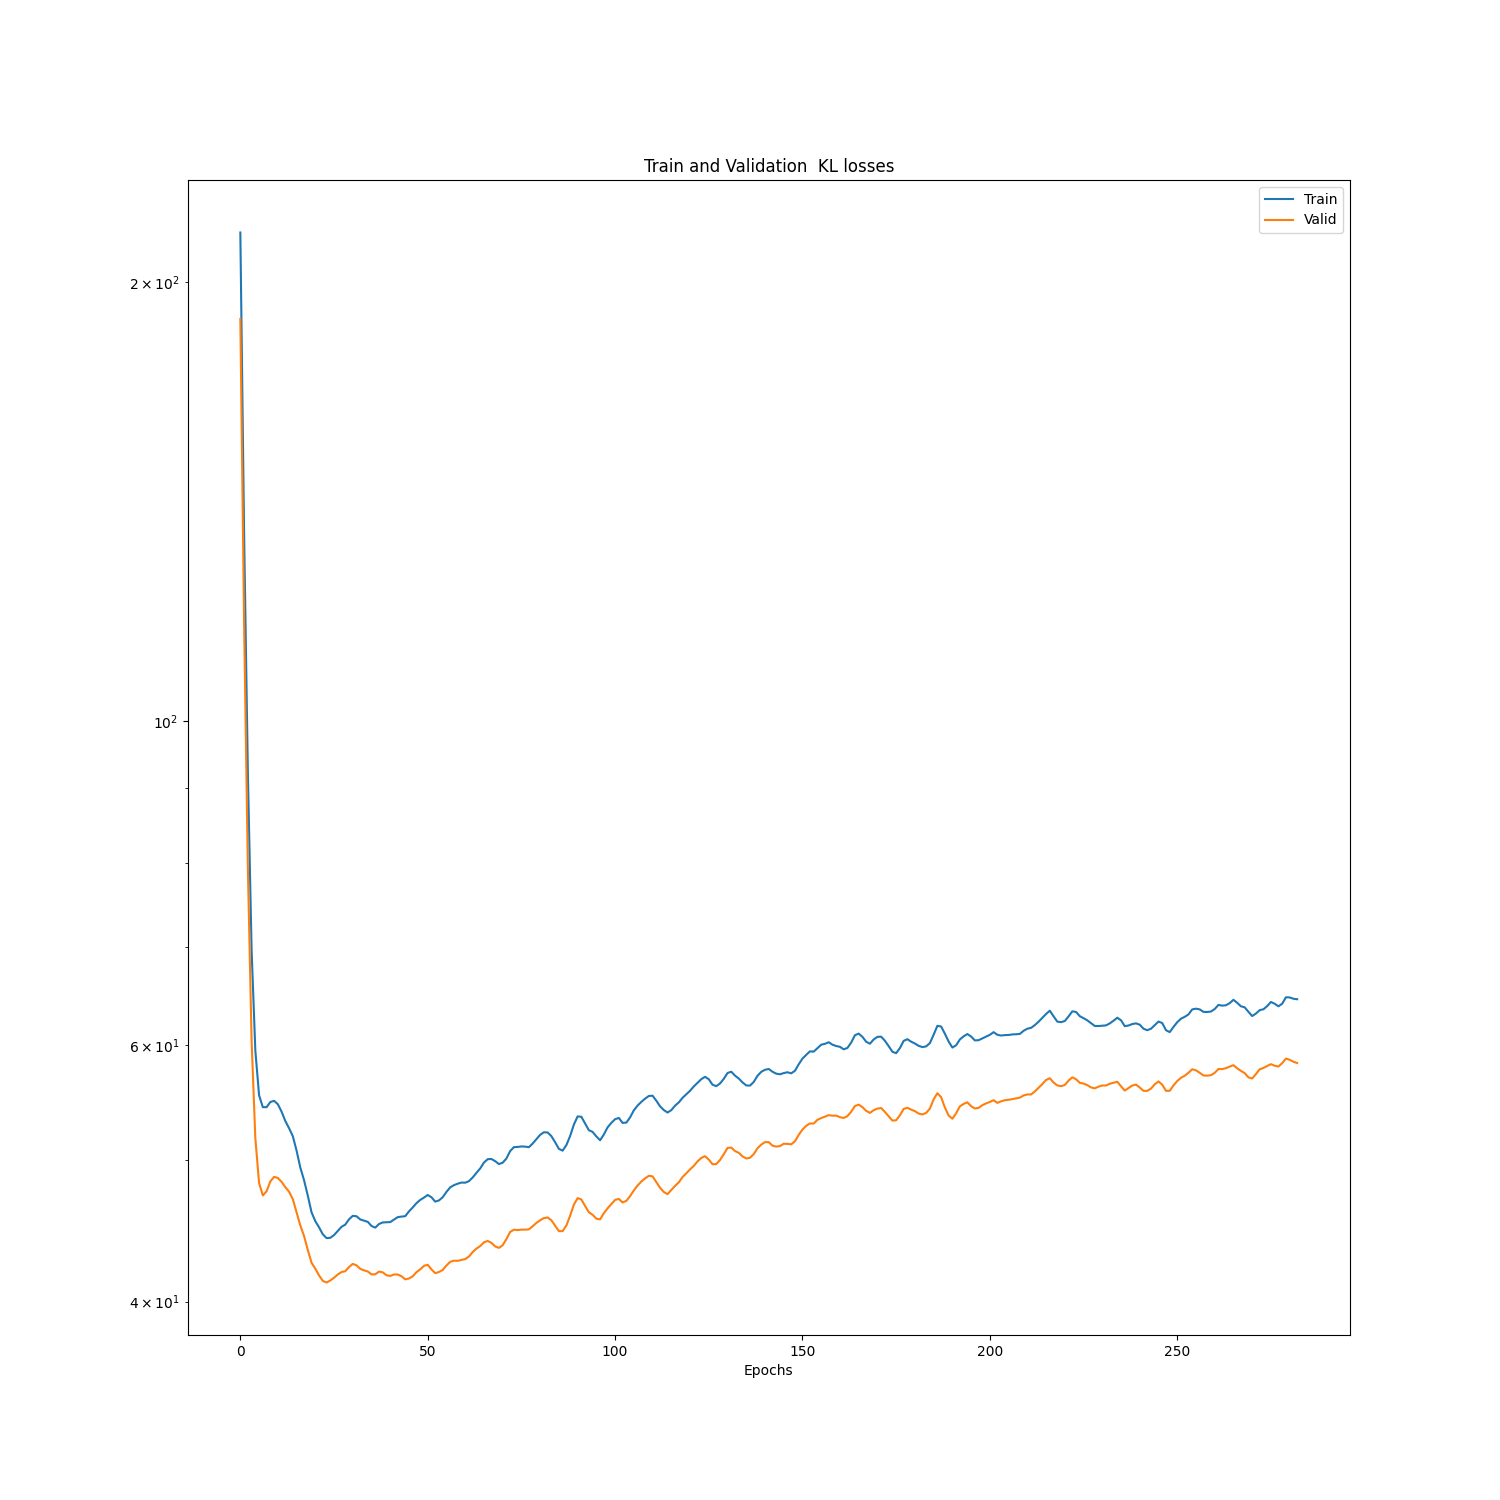 Train and Validation  KL losses
Train
Valid
2 × 10²
10²
6 × 10¹
4 × 10¹
0 50 100 150 200 250
Epochs